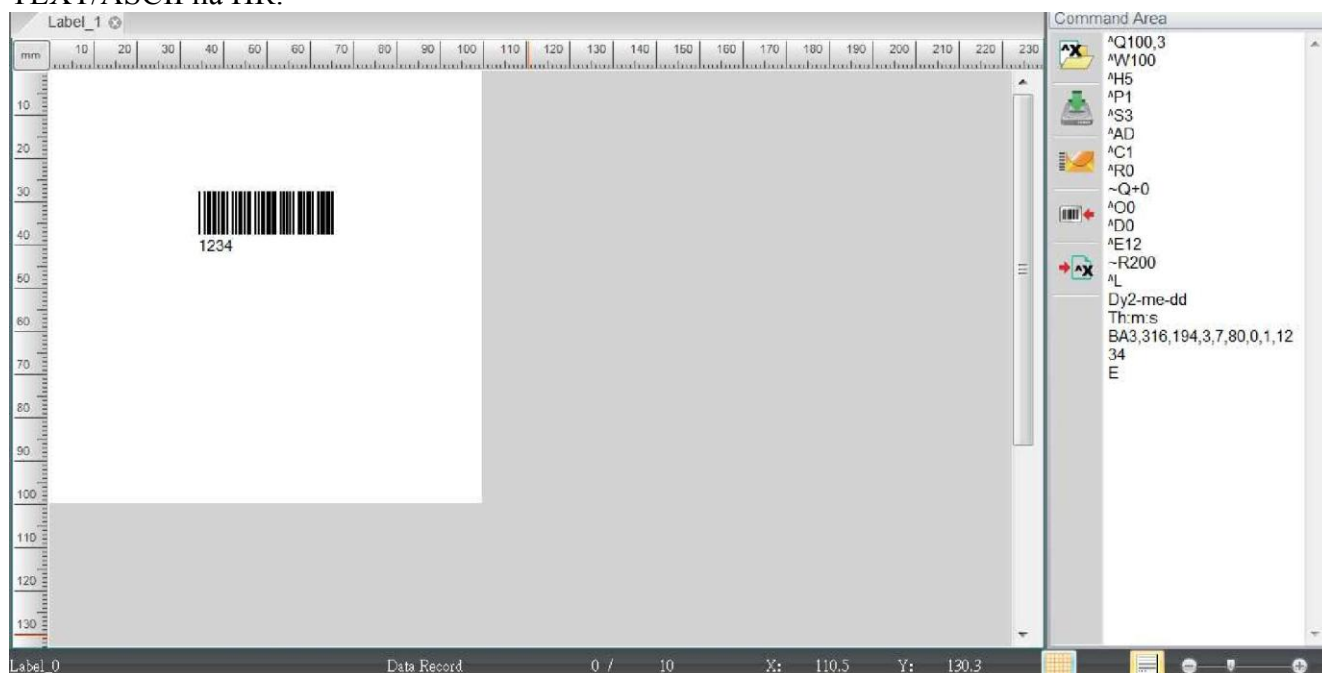 TEXT/ASCII na HR.
Label_1
Command Area
mm 10 20 30 40 50 60 70 80 90 100 110 120 130 140 150 160 170 180 190 200 210 220 230
10
20
30
40
50
60
70
80
90
100
110
120
130
1234
^Q100,3
^W100
^H5
^P1
^S3
^AD
^C1
^R0
~Q+0
^O0
^D0
^E12
~R200
^L
Dy2-me-dd
Th:m:s
BA3,316,194,3,7,80,0,1,12
34
E
Label_0 Data Record 0 / 10 X: 110.5 Y: 130.3